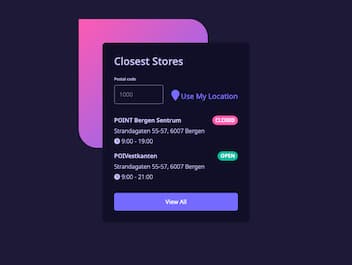 Closest Stores
Postal code
1000
Use My Location
POINT Bergen Sentrum
CLOSED
Strandagaten 55-57, 6007 Bergen
9:00 - 19:00
POIVestkanten
OPEN
Strandagaten 55-57, 6007 Bergen
9:00 - 21:00
View All